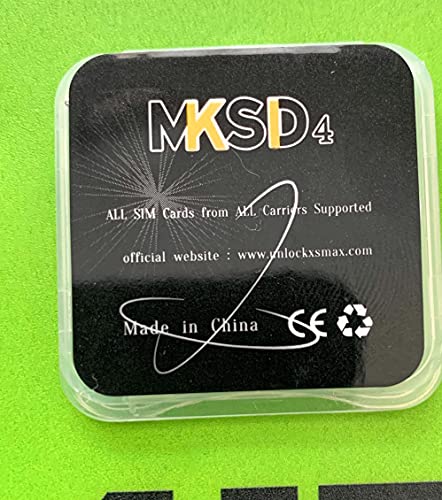 MKSD4
ALL SIM Cards from ALL Carriers Supported
official website : www.unlockxsmax.com
Made in China CE